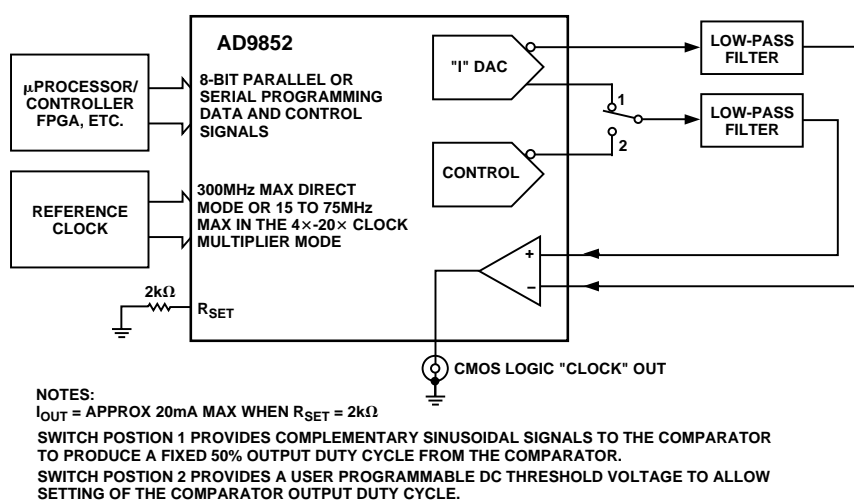 AD9852
µPROCESSOR/
CONTROLLER
FPGA, ETC.
8-BIT PARALLEL OR
SERIAL PROGRAMMING
DATA AND CONTROL
SIGNALS
"I" DAC
LOW-PASS
FILTER
1
2
LOW-PASS
FILTER
CONTROL
REFERENCE
CLOCK
300MHz MAX DIRECT
MODE OR 15 TO 75MHz
MAX IN THE 4×-20× CLOCK
MULTIPLIER MODE
+
–
2kΩ
RSET
CMOS LOGIC "CLOCK" OUT
NOTES:
IOUT = APPROX 20mA MAX WHEN RSET = 2kΩ
SWITCH POSTION 1 PROVIDES COMPLEMENTARY SINUSOIDAL SIGNALS TO THE COMPARATOR
TO PRODUCE A FIXED 50% OUTPUT DUTY CYCLE FROM THE COMPARATOR.
SWITCH POSTION 2 PROVIDES A USER PROGRAMMABLE DC THRESHOLD VOLTAGE TO ALLOW
SETTING OF THE COMPARATOR OUTPUT DUTY CYCLE.